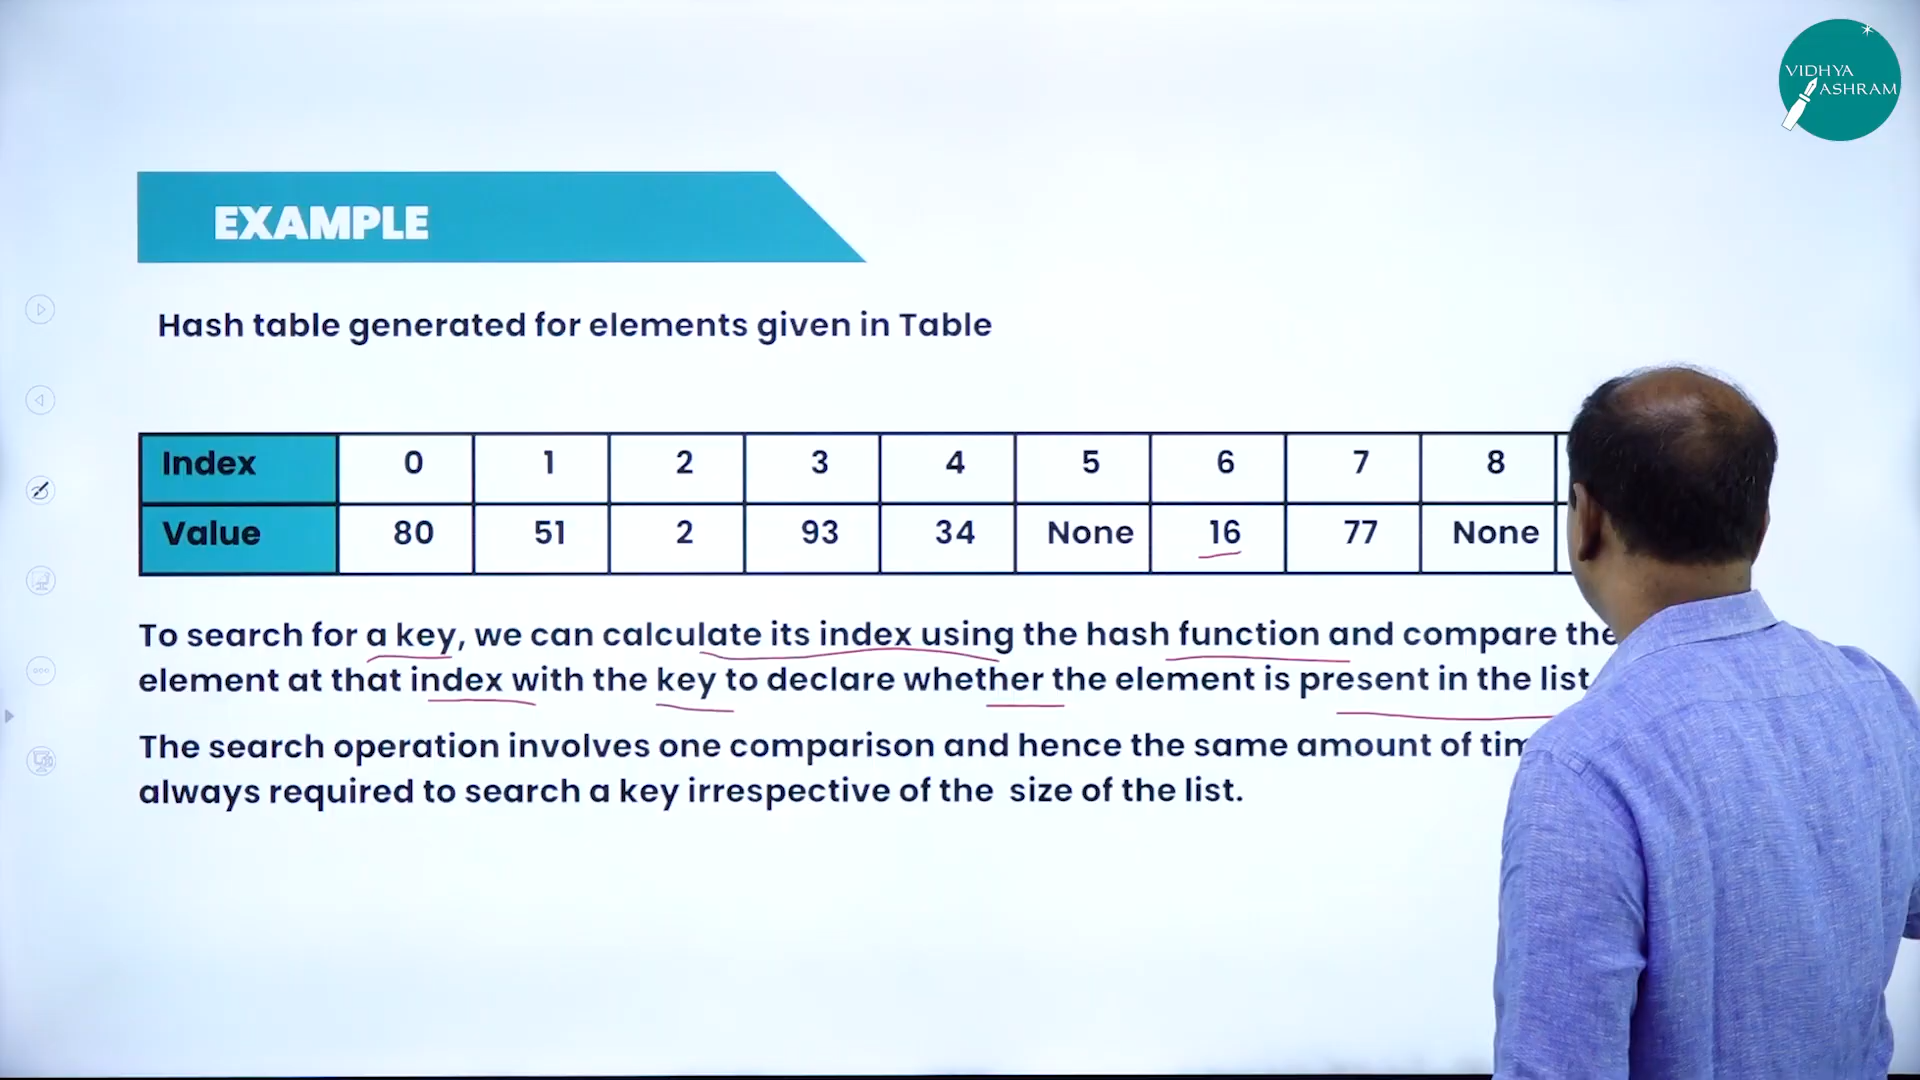 VIDHYA
ASHRAM
EXAMPLE
Hash table generated for elements given in Table
Index 0 1 2 3 4 5 6 7 8
Value 80 51 2 93 34 None 16 77 None
To search for a key, we can calculate its index using the hash function and compare the
element at that index with the key to declare whether the element is present in the list
The search operation involves one comparison and hence the same amount of
always required to search a key irrespective of the size of the list.